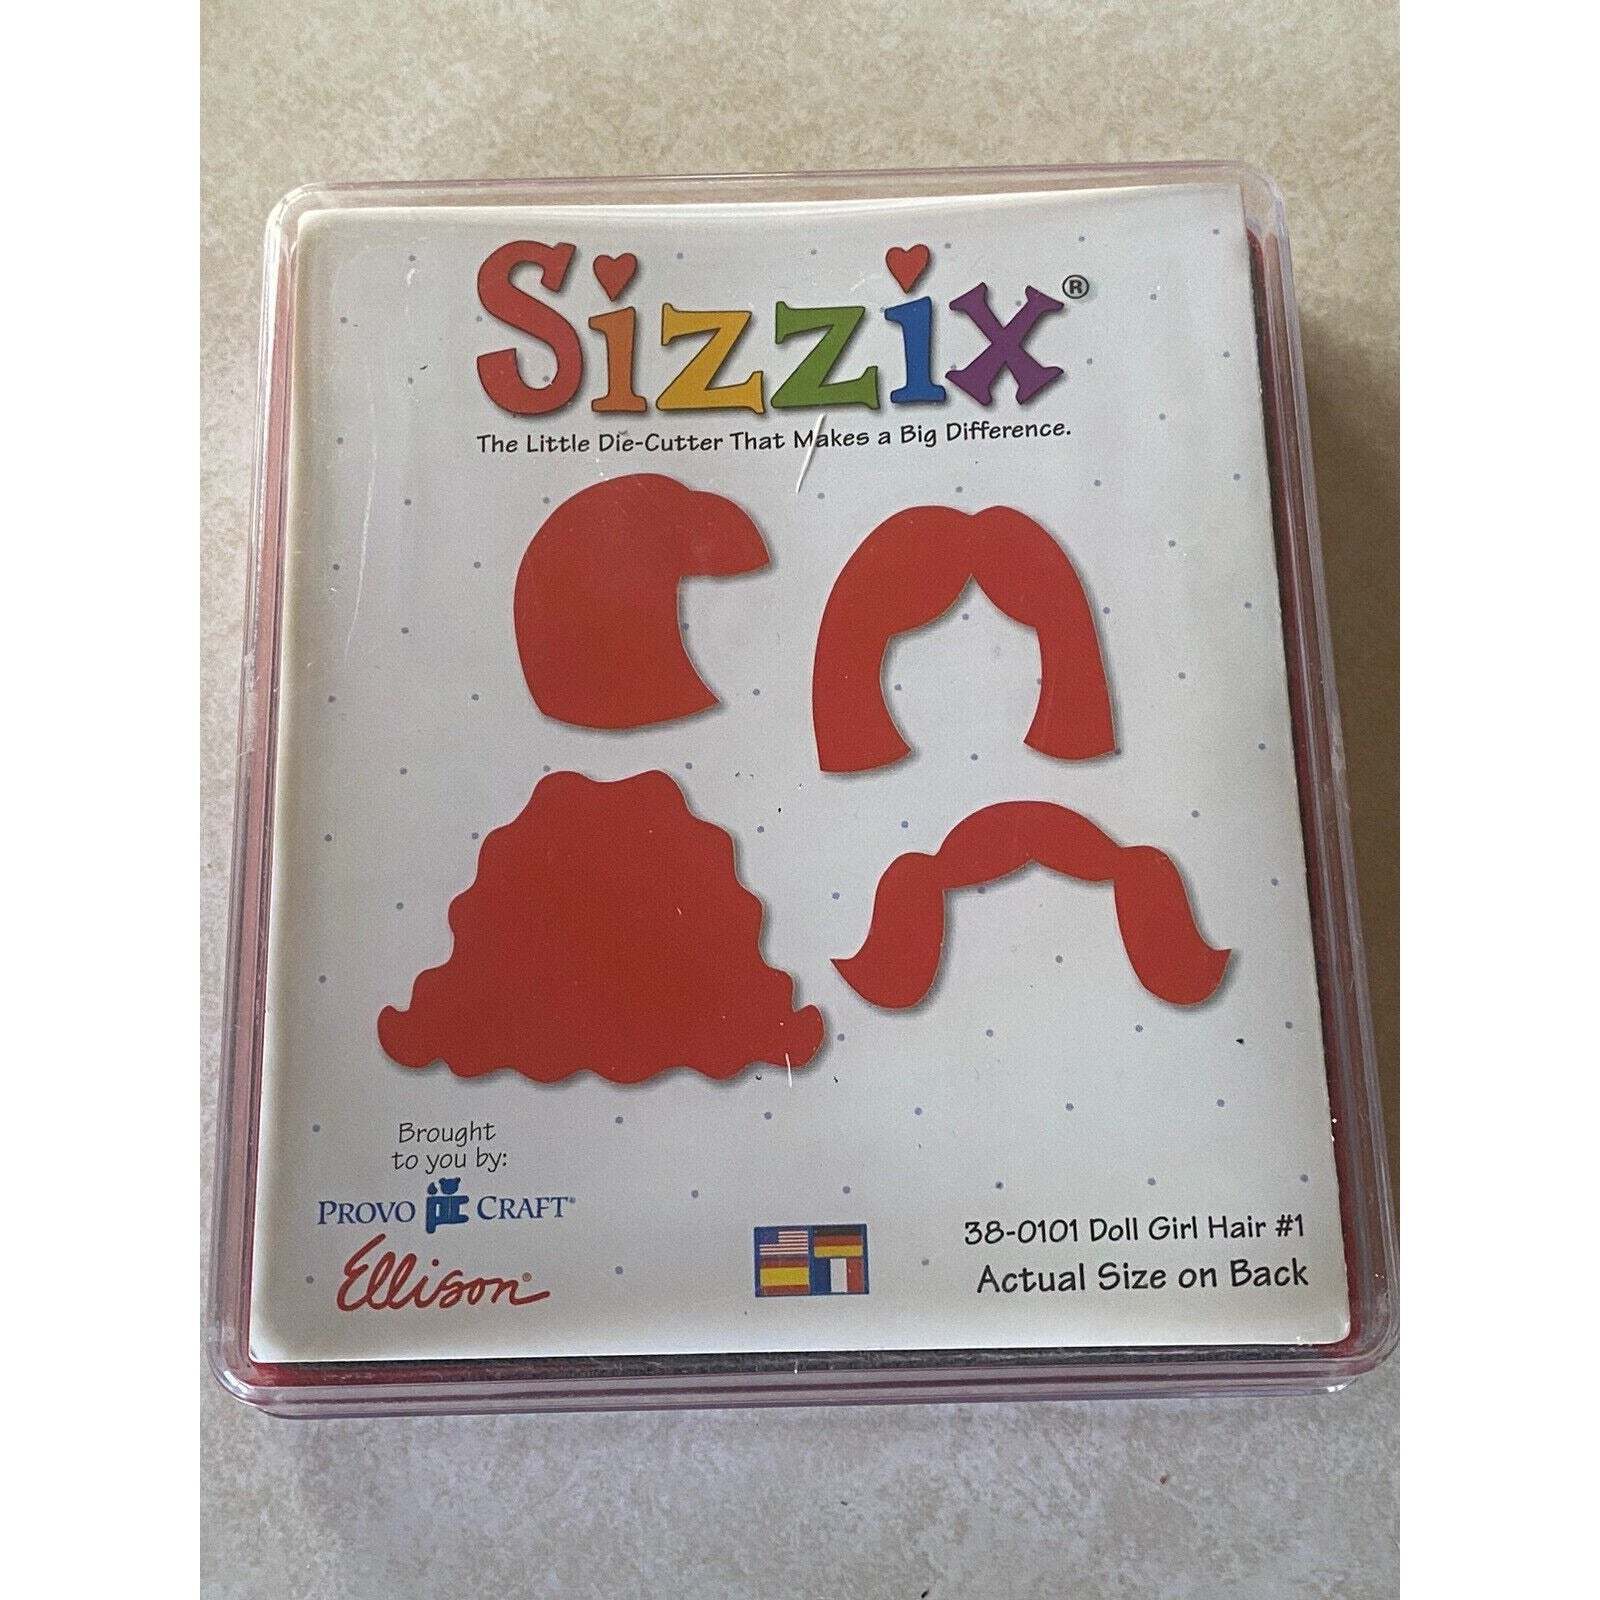 Sizzix®
The Little Die-Cutter That Makes a Big Difference.
Brought
to you by:
PROVO PC CRAFT®
Ellison®
38-0101 Doll Girl Hair #1
Actual Size on Back